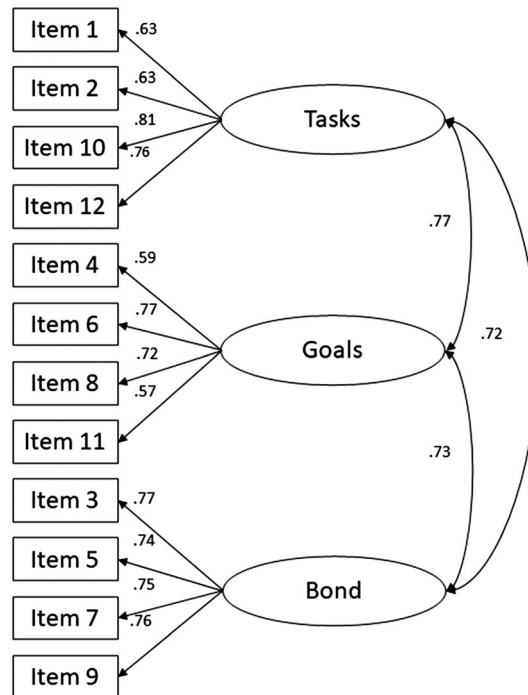 Item 1
.63
Item 2
.63
Item 10
.81
.76
Item 12
Tasks
Item 4
.59
Item 6
.77
Item 8
.72
.57
Item 11
Goals
Item 3
.77
Item 5
.74
Item 7
.75
.76
Item 9
Bond
.77
.72
.73